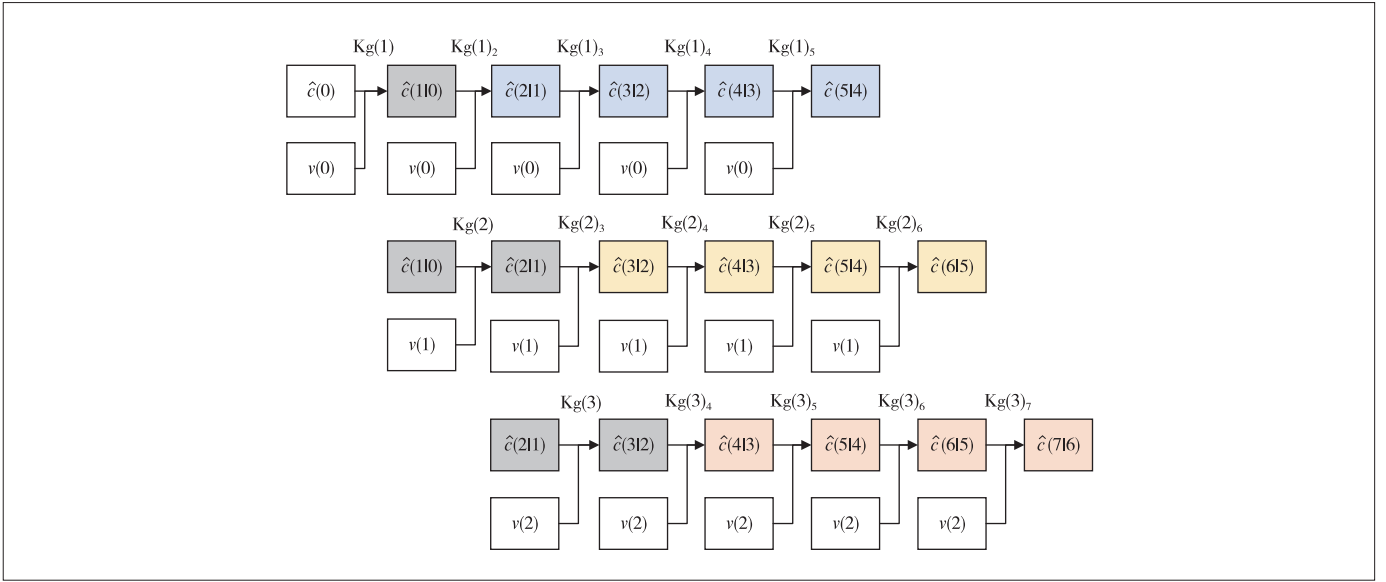 Kg(1) Kg(1)₂ Kg(1)₃ Kg(1)₄ Kg(1)₅
ĉ(0) ĉ(1|0) ĉ(2|1) ĉ(3|2) ĉ(4|3) ĉ(5|4)
v(0) v(0) v(0) v(0) v(0)
Kg(2) Kg(2)₃ Kg(2)₄ Kg(2)₅ Kg(2)₆
ĉ(1|0) ĉ(2|1) ĉ(3|2) ĉ(4|3) ĉ(5|4) ĉ(6|5)
v(1) v(1) v(1) v(1) v(1)
Kg(3) Kg(3)₄ Kg(3)₅ Kg(3)₆ Kg(3)₇
ĉ(2|1) ĉ(3|2) ĉ(4|3) ĉ(5|4) ĉ(6|5) ĉ(7|6)
v(2) v(2) v(2) v(2) v(2)